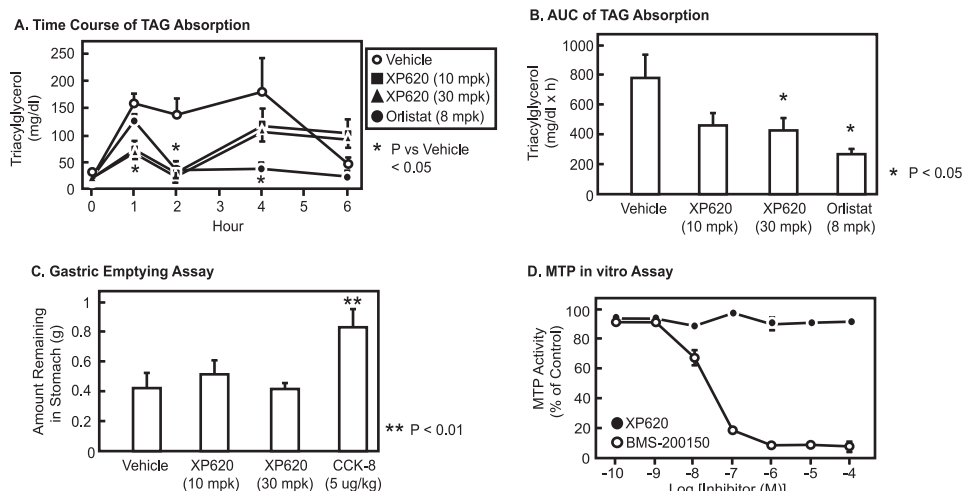 A. Time Course of TAG Absorption
250
200
150
100
50
0
Triacylglycerol
(mg/dl)
0 1 2 3 4 5 6
Hour
Vehicle
XP620 (10 mpk)
XP620 (30 mpk)
Orlistat (8 mpk)
* P vs Vehicle
< 0.05
*
*
*
B. AUC of TAG Absorption
1000
800
600
400
200
0
Triacylglycerol
(mg/dl x h)
*
*
Vehicle XP620 XP620 Orlistat
(10 mpk) (30 mpk) (8 mpk)
* P < 0.05
C. Gastric Emptying Assay
1
0.8
0.6
0.4
0.2
0
Amount Remaining
in Stomach (g)
**
Vehicle XP620 XP620 CCK-8
(10 mpk) (30 mpk) (5 ug/kg)
** P < 0.01
D. MTP in vitro Assay
100
80
60
40
20
0
MTP Activity
(% of Control)
XP620
BMS-200150
-10 -9 -8 -7 -6 -5 -4
Log [Inhibitor (M)]